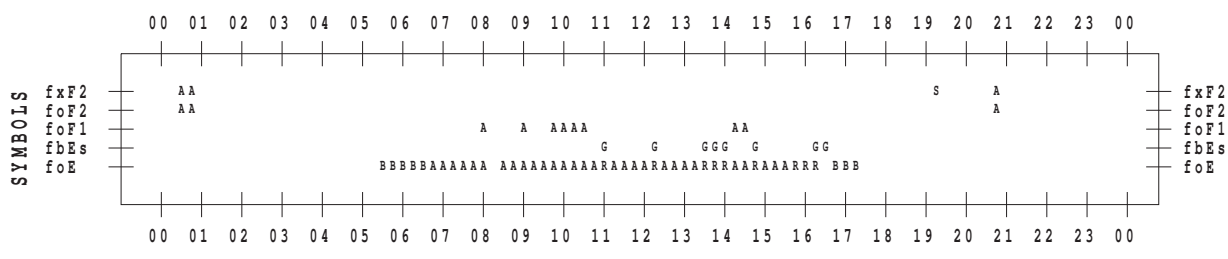 00 01 02 03 04 05 06 07 08 09 10 11 12 13 14 15 16 17 18 19 20 21 22 23 00
SYMBOLS
fxF2 AA S A fxF2
foF2 AA A foF2
foF1 A A AAAA AA foF1
fbEs G G GGG G GG fbEs
foE BBBBBAAAAAA AAAAAAAAAARAAAARAAAARRRAARAAARRR BBB foE
00 01 02 03 04 05 06 07 08 09 10 11 12 13 14 15 16 17 18 19 20 21 22 23 00